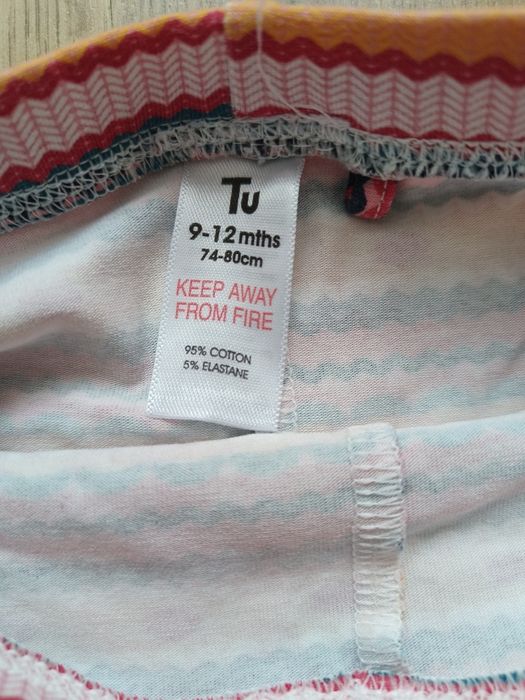 Tu
9-12 mths
74-80cm
KEEP AWAY
FROM FIRE
95% COTTON
5% ELASTANE